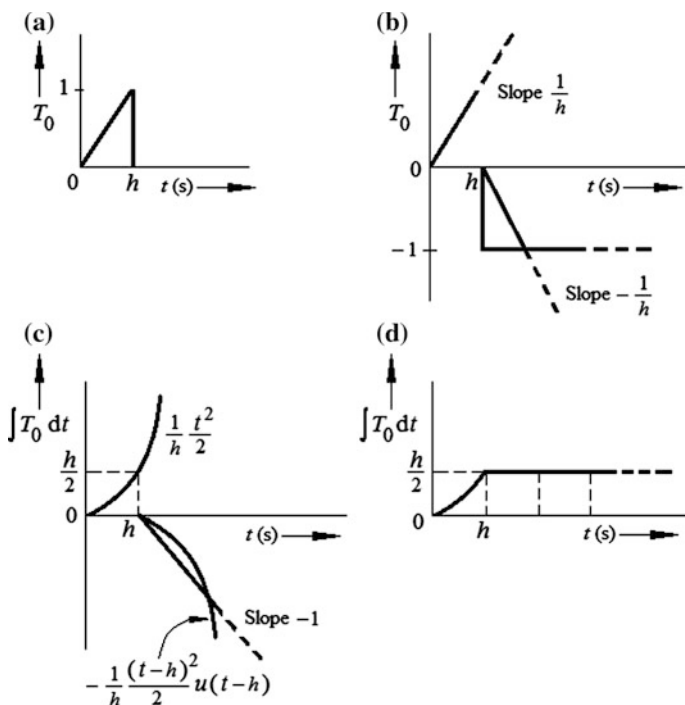 (a)
1
T₀
0
h
t (s)
(b)
T₀
Slope 1/h
0
h
t (s)
−1
Slope − 1/h
(c)
∫ T₀ dt
1/h t²/2
h/2
0
h
t (s)
Slope −1
− 1/h (t−h)²/2 u(t−h)
(d)
∫ T₀ dt
h/2
0
h
t (s)